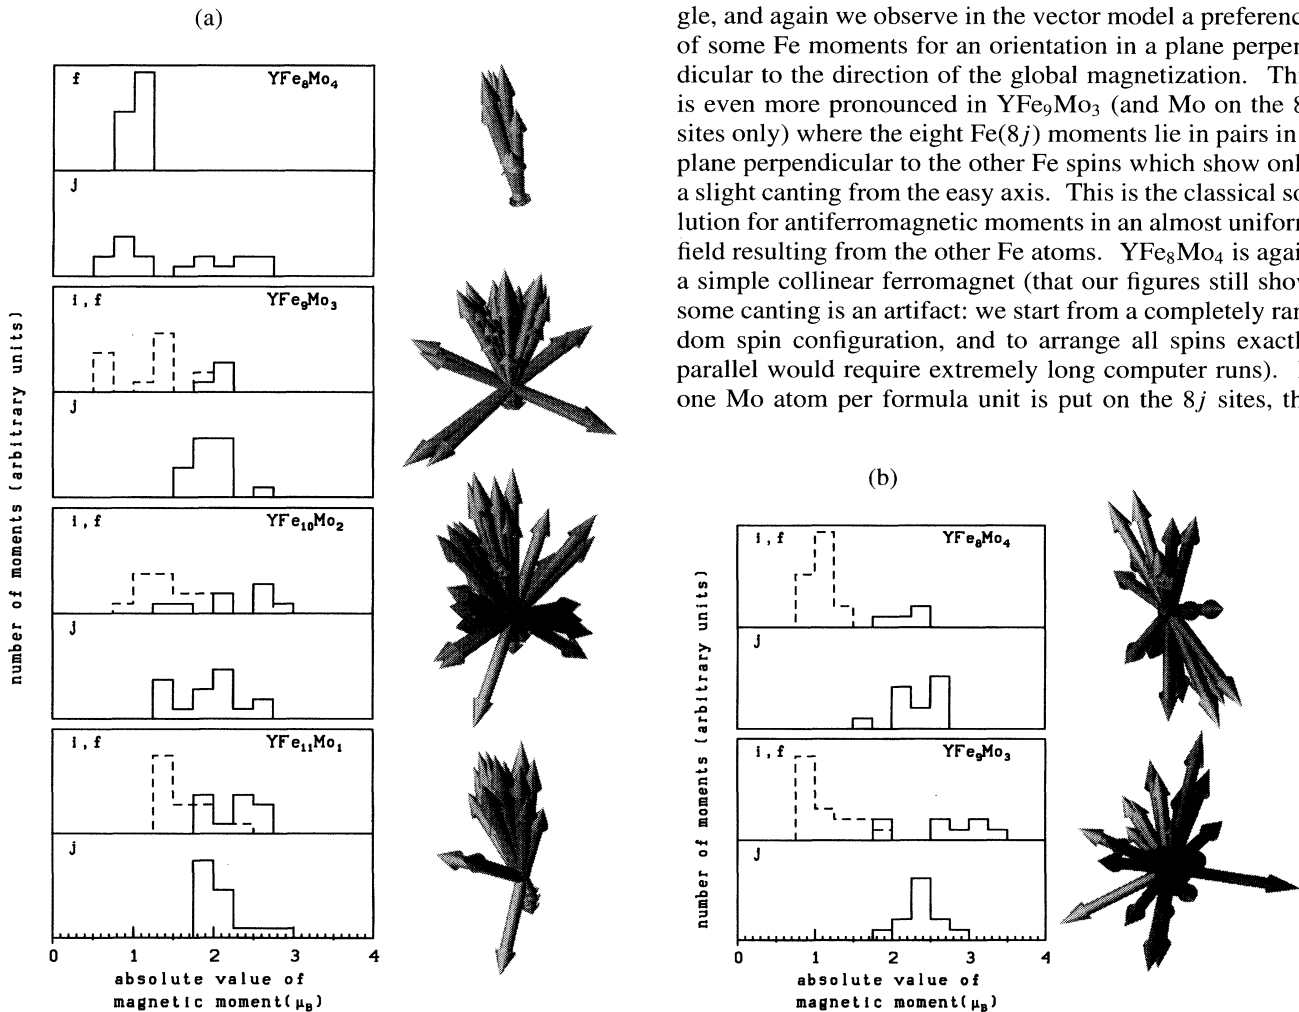 (a)
f YFe₈Mo₄
j
i,f YFe₉Mo₃
j
i,f YFe₁₀Mo₂
j
i,f YFe₁₁Mo₁
j
number of moments (arbitrary units)
0 1 2 3 4
absolute value of
magnetic moment(μ_B)
gle, and again we observe in the vector model a preferenc
of some Fe moments for an orientation in a plane perpen
dicular to the direction of the global magnetization. Thi
is even more pronounced in YFe₉Mo₃ (and Mo on the 8
sites only) where the eight Fe(8j) moments lie in pairs in
plane perpendicular to the other Fe spins which show onl
a slight canting from the easy axis. This is the classical so
lution for antiferromagnetic moments in an almost uniform
field resulting from the other Fe atoms. YFe₈Mo₄ is agai
a simple collinear ferromagnet (that our figures still show
some canting is an artifact: we start from a completely ran
dom spin configuration, and to arrange all spins exactl
parallel would require extremely long computer runs).
one Mo atom per formula unit is put on the 8j sites, th
(b)
i,f YFe₈Mo₄
j
i,f YFe₉Mo₃
j
number of moments (arbitrary units)
0 1 2 3 4
absolute value of
magnetic moment(μ_B)